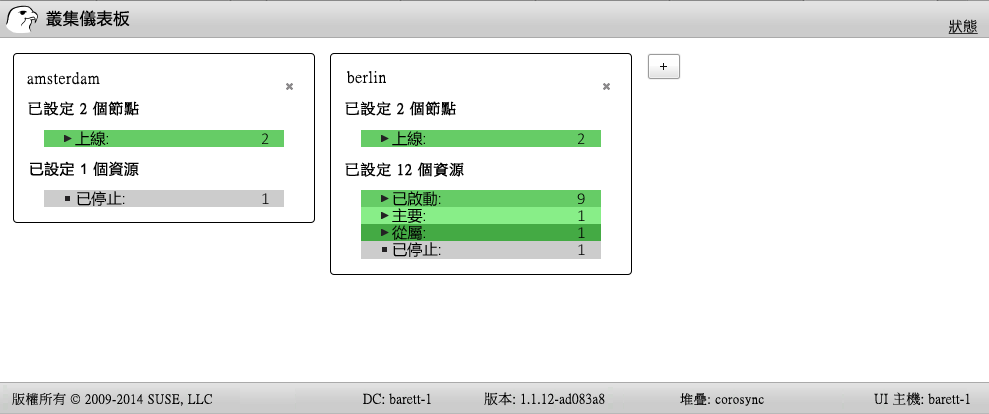 叢集儀表板
狀態
amsterdam
已設定 2 個節點
上線: 2
已設定 1 個資源
已停止: 1
berlin
已設定 2 個節點
上線: 2
已設定 12 個資源
已啟動: 9
主要: 1
從屬: 1
已停止: 1
+
版權所有 © 2009-2014 SUSE, LLC DC: barett-1 版本: 1.1.12-ad083a8 堆疊: corosync UI 主機: barett-1